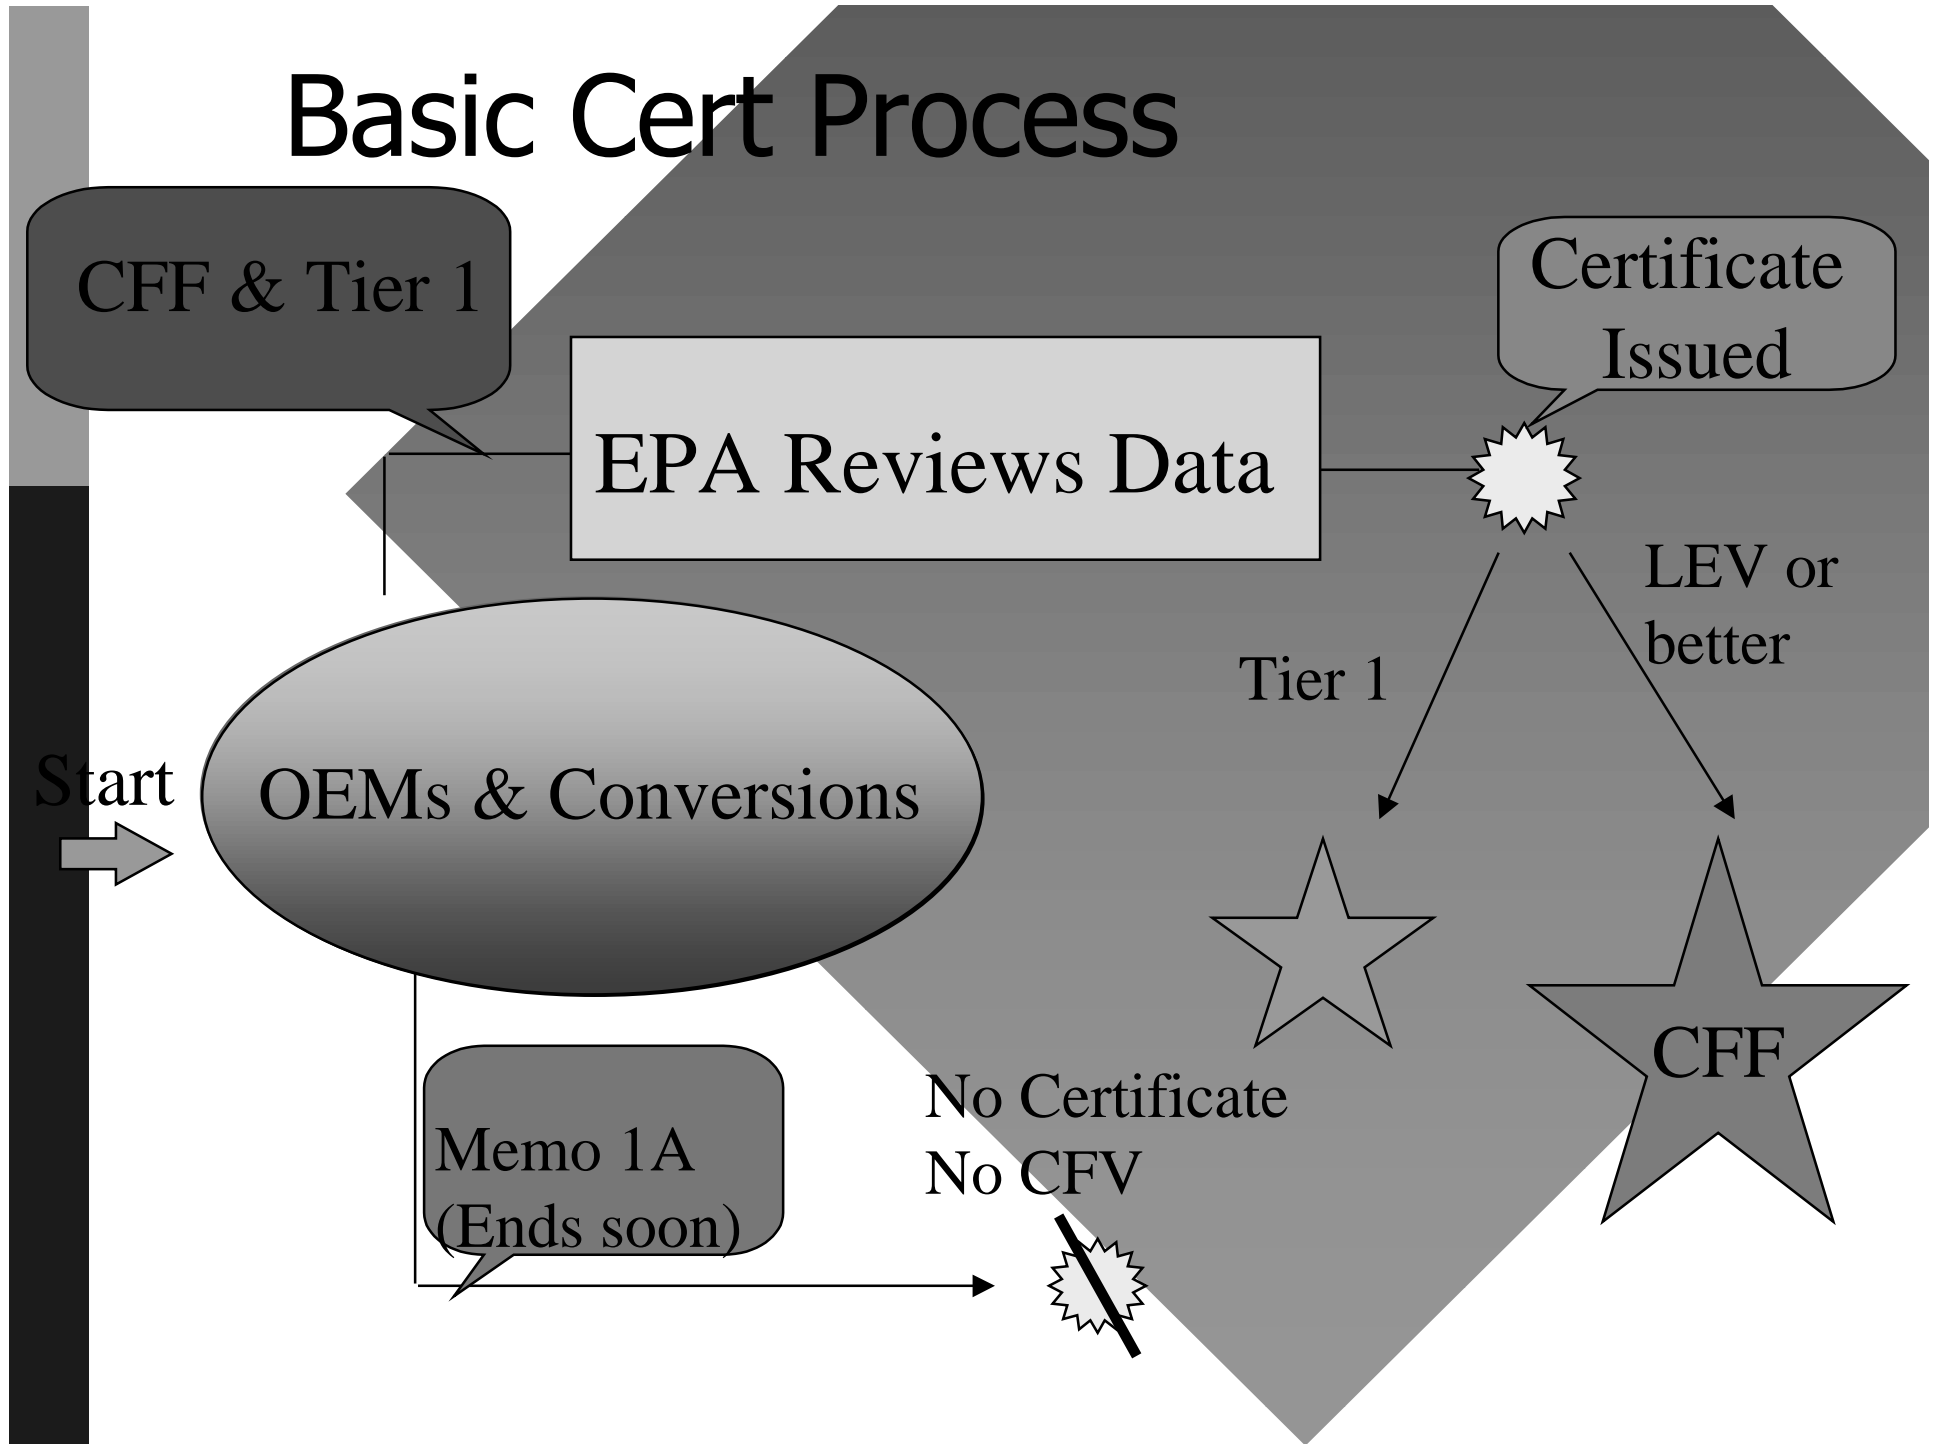 Basic Cert Process
CFF & Tier 1
Certificate
Issued
EPA Reviews Data
LEV or
better
Tier 1
Start
OEMs & Conversions
CFF
No Certificate
No CFV
Memo 1A
(Ends soon)